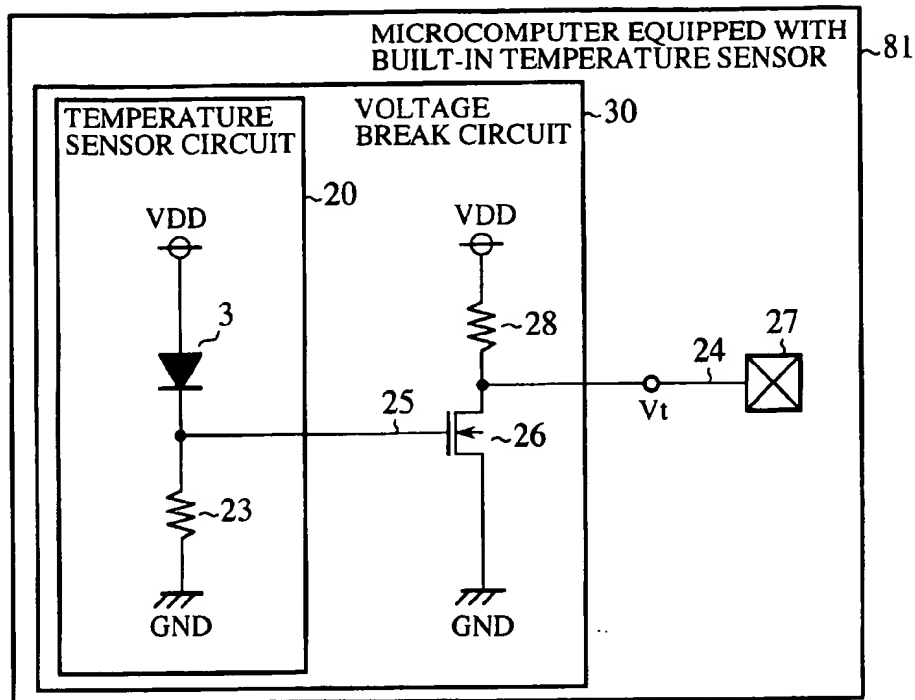 MICROCOMPUTER EQUIPPED WITH
BUILT-IN TEMPERATURE SENSOR
81
TEMPERATURE
SENSOR CIRCUIT
VOLTAGE
BREAK CIRCUIT
30
20
VDD
VDD
3
28
27
24
Vt
25
26
23
GND
GND